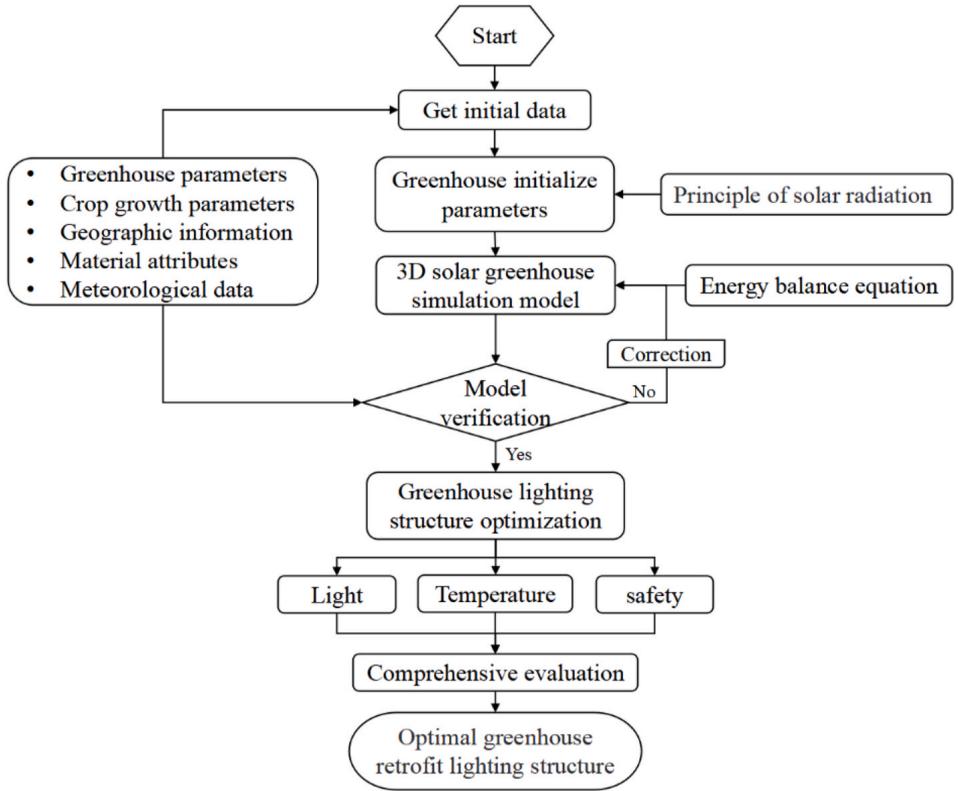 Start
Get initial data
• Greenhouse parameters
• Crop growth parameters
• Geographic information
• Material attributes
• Meteorological data
Greenhouse initialize
parameters
Principle of solar radiation
3D solar greenhouse
simulation model
Energy balance equation
Correction
Model
verification
No
Yes
Greenhouse lighting
structure optimization
Light
Temperature
safety
Comprehensive evaluation
Optimal greenhouse
retrofit lighting structure